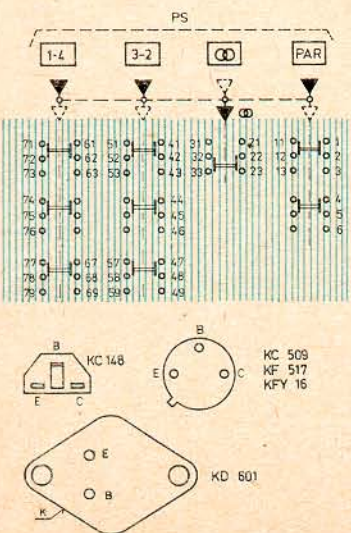 PS
1-4 3-2 PAR
71 61 51 41 31 21 11 1
72 62 52 42 32 22 12 2
73 63 53 43 33 23 13 3
74 44 4
75 45 5
76 46 6
77 67 57 47
78 68 58 48
79 69 59 49
B
KC 148
E C
B
E C
KC 509
KF 517
KFY 16
E
B
K
KD 601